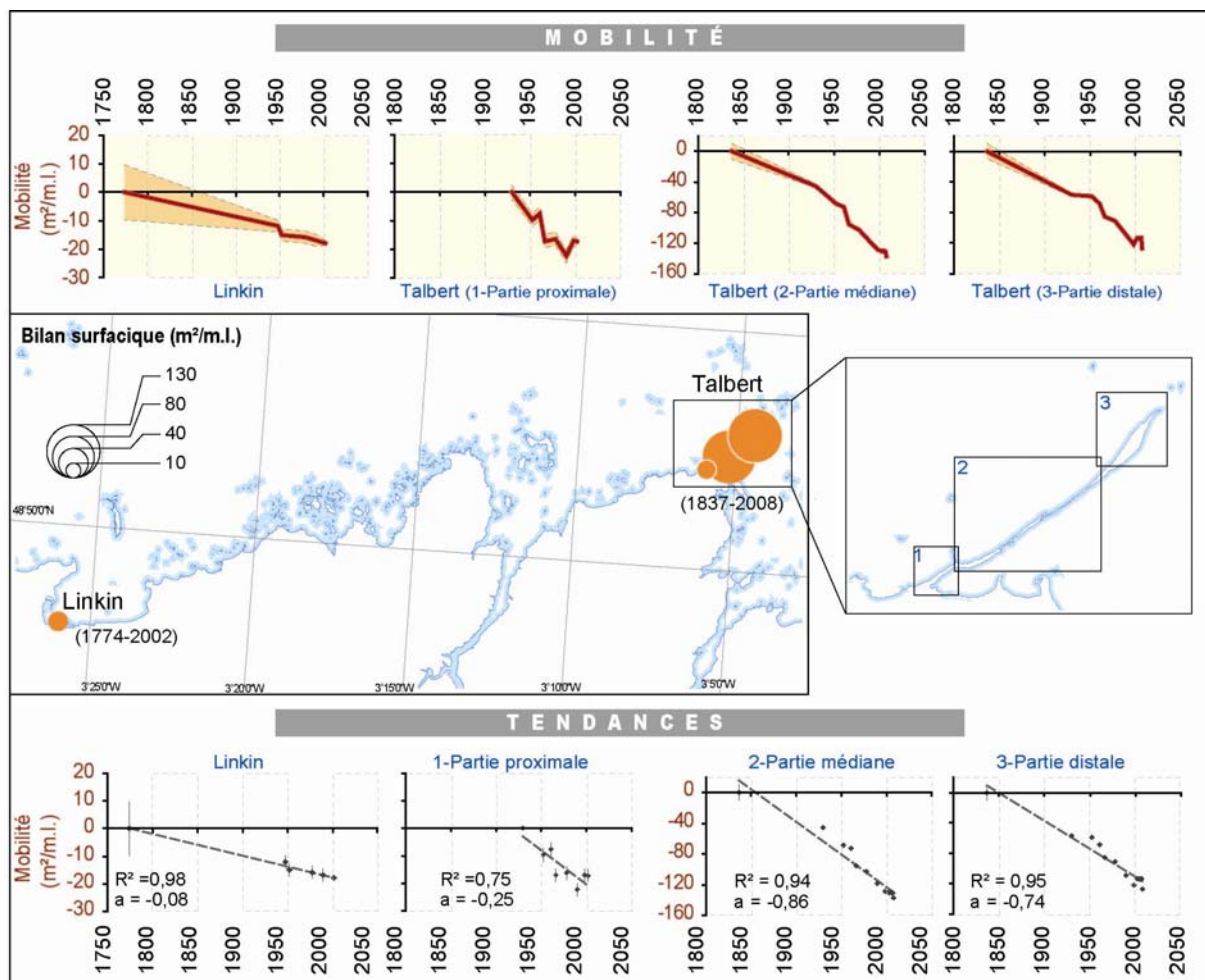 MOBILITÉ
1750 1800 1850 1900 1950 2000 2050
1750 1800 1850 1900 1950 2000 2050
1800 1850 1900 1950 2000 2050
1800 1850 1900 1950 2000 2050
Mobilité
(m²/m.l.)
20
10
0
-10
-20
-30
0
-40
-80
-120
-160
Linkin
Talbert (1-Partie proximale)
Talbert (2-Partie médiane)
Talbert (3-Partie distale)
Bilan surfacique (m²/m.l.)
130
80
40
10
Talbert
(1837-2008)
48°50'0"N
Linkin
(1774-2002)
3°25'0"W
3°20'0"W
3°15'0"W
3°10'0"W
3°5'0"W
1
2
3
TENDANCES
Linkin
1-Partie proximale
2-Partie médiane
3-Partie distale
Mobilité
(m²/m.l.)
20
10
0
-10
-20
-30
0
-40
-80
-120
-160
R² = 0,98
a = -0,08
R² = 0,75
a = -0,25
R² = 0,94
a = -0,86
R² = 0,95
a = -0,74
1750 1800 1850 1900 1950 2000 2050
1750 1800 1850 1900 1950 2000 2050
1800 1850 1900 1950 2000 2050
1800 1850 1900 1950 2000 2050